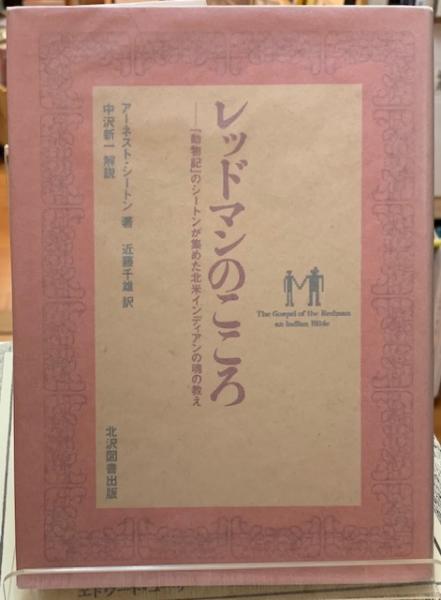 レッドマンのこころ
──『動物記』のシートンが集めた北米インディアンの魂の教え
アーネスト・シートン 著 近藤千雄 訳
中沢新一 解説
The Gospel of the Redman
an Indian Bible
北沢図書出版